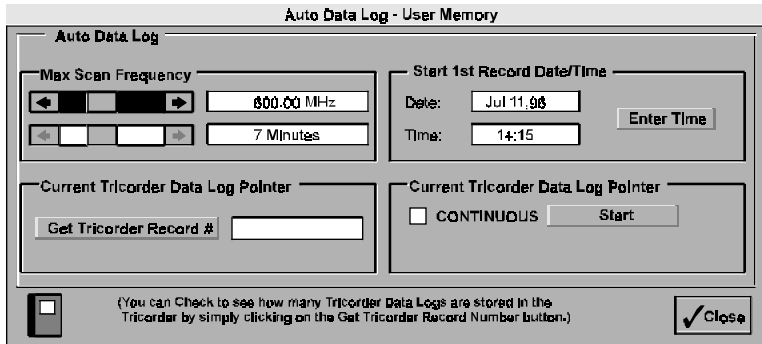 Auto Data Log - User Memory
Auto Data Log
Max Scan Frequency
600.00 MHz
7 Minutes
Start 1st Record Date/Time
Date: Jul 11,96
Time: 14:15
Enter Time
Current Tricorder Data Log Pointer
Get Tricorder Record #
Current Tricorder Data Log Pointer
CONTINUOUS Start
(You can Check to see how many Tricorder Data Logs are stored in the
Tricorder by simply clicking on the Get Tricorder Record Number button.)
Close